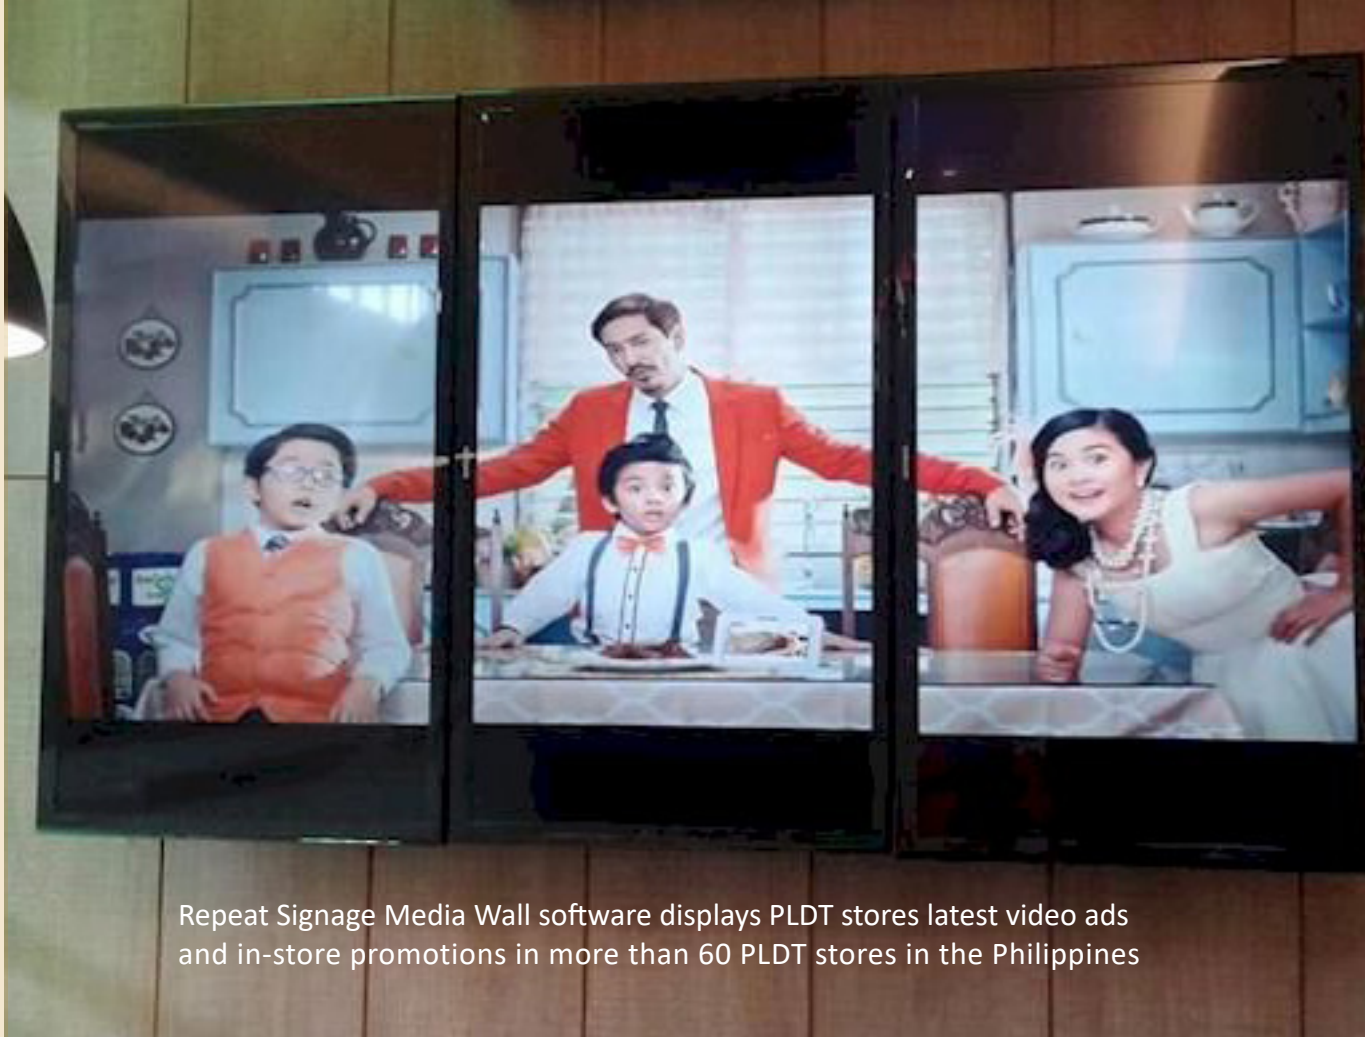 Repeat Signage Media Wall software displays PLDT stores latest video ads
and in-store promotions in more than 60 PLDT stores in the Philippines